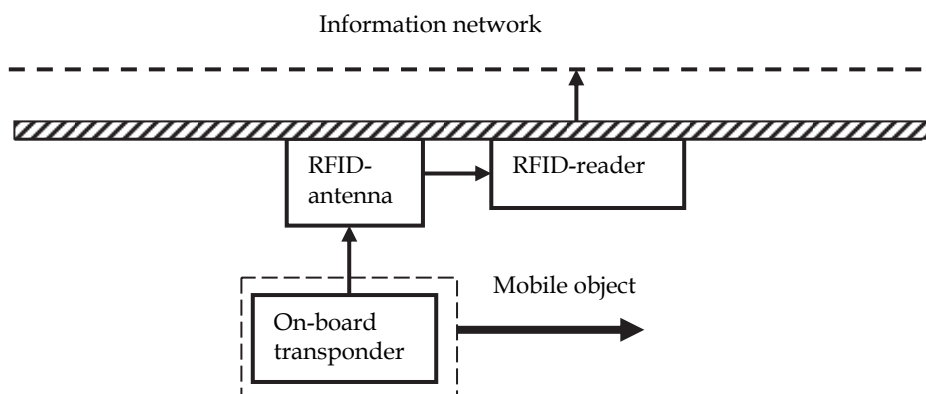 Information network
RFID-
antenna
RFID-reader
Mobile object
On-board
transponder